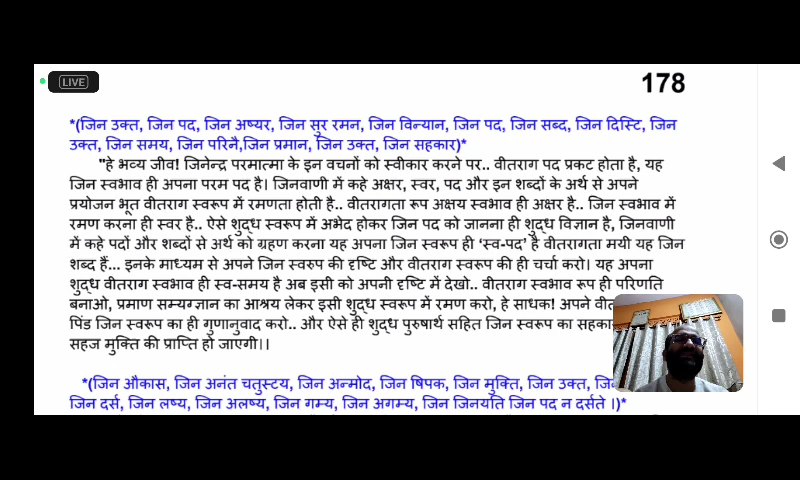 LIVE
178
*(जिन उक्त, जिन पद, जिन अष्यर, जिन सुर रमन, जिन विन्यान, जिन पद, जिन सब्द, जिन दिस्टि, जिन
उक्त, जिन समय, जिन परिनै,जिन प्रमान, जिन उक्त, जिन सहकार)*
"हे भव्य जीव! जिनेन्द्र परमात्मा के इन वचनों को स्वीकार करने पर.. वीतराग पद प्रकट होता है, यह
जिन स्वभाव ही अपना परम पद है। जिनवाणी में कहे अक्षर, स्वर, पद और इन शब्दों के अर्थ से अपने
प्रयोजन भूत वीतराग स्वरूप में रमणता होती है.. वीतरागता रूप अक्षय स्वभाव ही अक्षर है.. जिन स्वभाव में
रमण करना ही स्वर है.. ऐसे शुद्ध स्वरूप में अभेद होकर जिन पद को जानना ही शुद्ध विज्ञान है, जिनवाणी
में कहे पदों और शब्दों से अर्थ को ग्रहण करना यह अपना जिन स्वरूप ही ‘स्व-पद’ है वीतरागता मयी यह जिन
शब्द हैं... इनके माध्यम से अपने जिन स्वरुप की दृष्टि और वीतराग स्वरूप की ही चर्चा करो। यह अपना
शुद्ध वीतराग स्वभाव ही स्व-समय है अब इसी को अपनी दृष्टि में देखो.. वीतराग स्वभाव रूप ही परिणति
बनाओ, प्रमाण सम्यग्ज्ञान का आश्रय लेकर इसी शुद्ध स्वरूप में रमण करो, हे साधक! अपने
पिंड जिन स्वरूप का ही गुणानुवाद करो.. और ऐसे ही शुद्ध पुरुषार्थ सहित जिन स्वरूप का
सहज मुक्ति की प्राप्ति हो जाएगी।।
*(जिन औकास, जिन अनंत चतुस्टय, जिन अन्मोद, जिन षिपक, जिन मुक्ति, जिन उक्त,
जिन दर्स, जिन लष्य, जिन अलष्य, जिन गम्य, जिन अगम्य, जिन जिनयति जिन पद न दर्सते ।)*